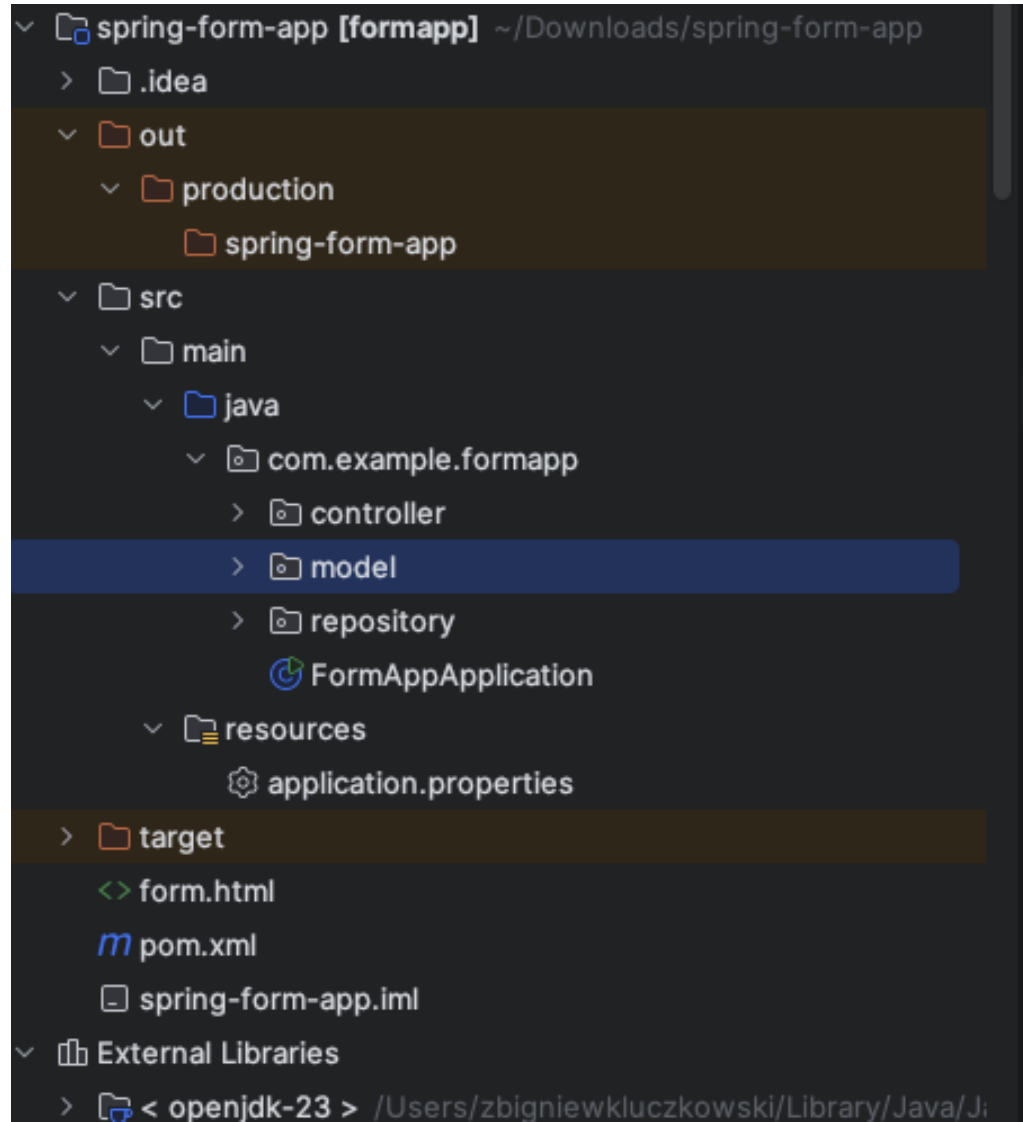 spring-form-app [formapp] ~/Downloads/spring-form-app
.idea
out
production
spring-form-app
src
main
java
com.example.formapp
controller
model
repository
FormAppApplication
resources
application.properties
target
form.html
pom.xml
spring-form-app.iml
External Libraries
< openjdk-23 > /Users/zbigniewkluczkowski/Library/Java/